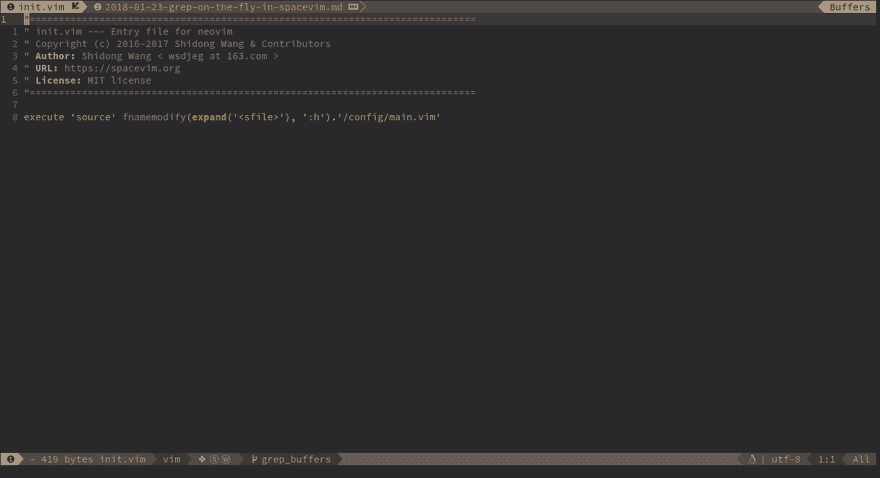 ❶ init.vim ❷ 2018-01-23-grep-on-the-fly-in-spacevim.md Buffers
1 "=============================================================================
1 " init.vim --- Entry file for neovim
2 " Copyright (c) 2016-2017 Shidong Wang & Contributors
3 " Author: Shidong Wang < wsdjeg at 163.com >
4 " URL: https://spacevim.org
5 " License: MIT license
6 "=============================================================================
7
8 execute 'source' fnamemodify(expand('<sfile>'), ':h').'/config/main.vim'
❶ - 419 bytes init.vim vim ❖ ⓢ ⓦ grep_buffers | utf-8 1:1 All